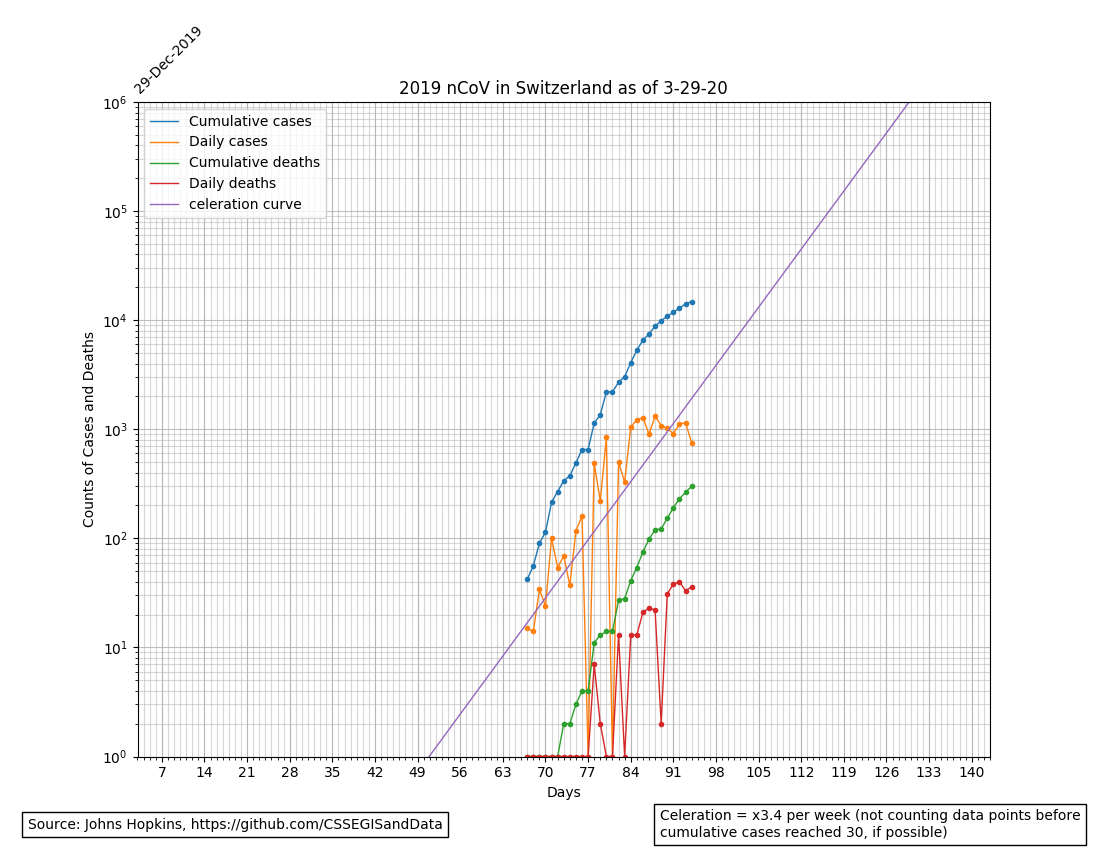 29-Dec-2019
2019 nCoV in Switzerland as of 3-29-20
Cumulative cases
Daily cases
Cumulative deaths
Daily deaths
celeration curve
10^6
10^5
10^4
10^3
10^2
10^1
10^0
Counts of Cases and Deaths
7 14 21 28 35 42 49 56 63 70 77 84 91 98 105 112 119 126 133 140
Days
Source: Johns Hopkins, https://github.com/CSSEGISandData
Celeration = x3.4 per week (not counting data points before
cumulative cases reached 30, if possible)